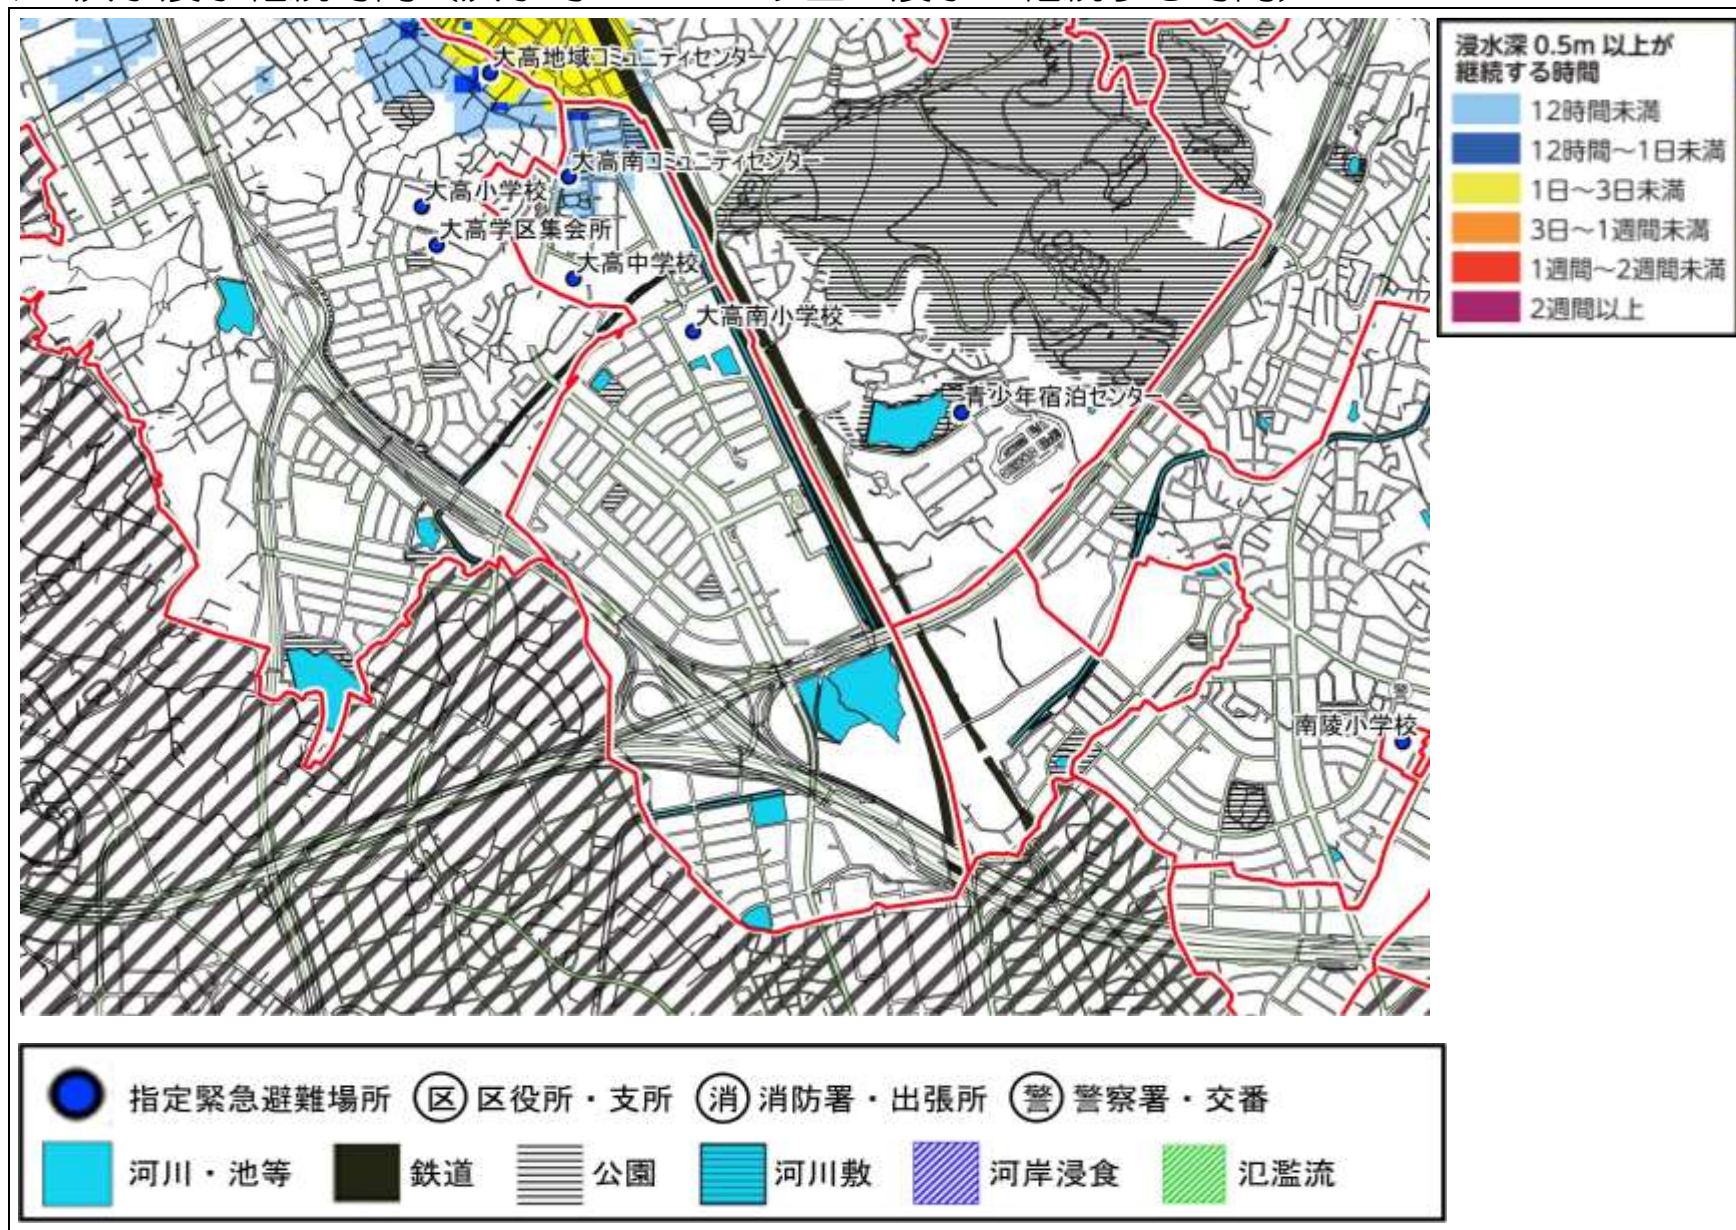 大高地域コミュニティセンター
大高南コミュニティセンター
大高小学校
大高学区集会所
大高中学校
大高南小学校
青少年宿泊センター
警
南陵小学校
浸水深 0.5m 以上が
継続する時間
12時間未満
12時間～1日未満
1日～3日未満
3日～1週間未満
1週間～2週間未満
2週間以上
指定緊急避難場所 区 区役所・支所 消 消防署・出張所 警 警察署・交番
河川・池等 鉄道 公園 河川敷 河岸浸食 氾濫流